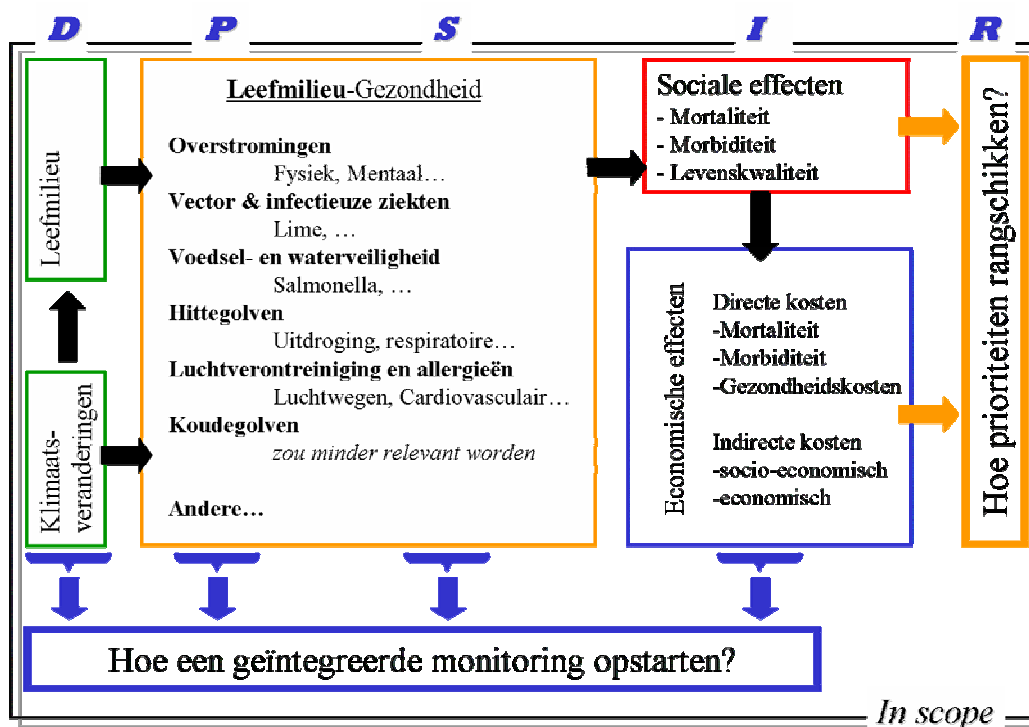 D P S I R
Leefmilieu
Klimaats-
veranderingen
Leefmilieu-Gezondheid
Overstromingen
Fysiek, Mentaal…
Vector & infectieuze ziekten
Lime, …
Voedsel- en waterveiligheid
Salmonella, …
Hittegolven
Uitdroging, respiratoire…
Luchtverontreiniging en allergieën
Luchtwegen, Cardiovasculair…
Koudegolven
zou minder relevant worden
Andere…
Sociale effecten
- Mortaliteit
- Morbiditeit
- Levenskwaliteit
Economische effecten
Directe kosten
-Mortaliteit
-Morbiditeit
-Gezondheidskosten
Indirecte kosten
-socio-economisch
-economisch
Hoe prioriteiten rangschikken?
Hoe een geïntegreerde monitoring opstarten?
In scope